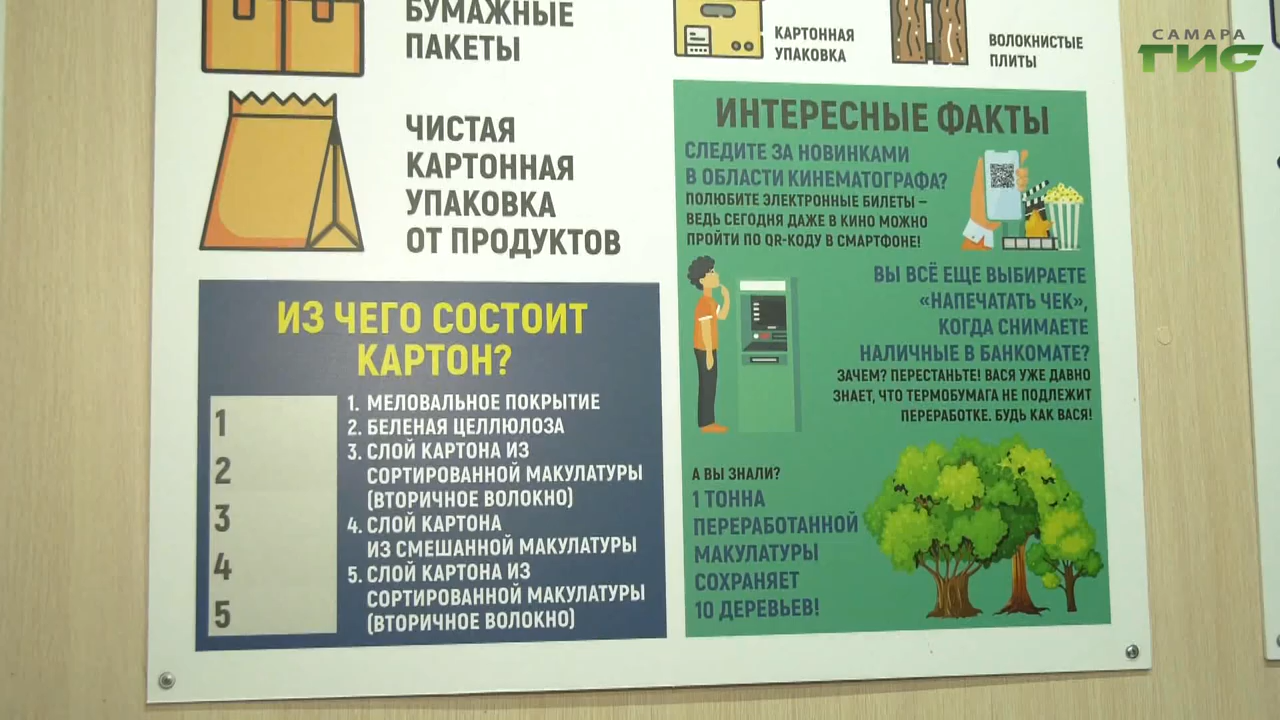 БУМАЖНЫЕ
ПАКЕТЫ
ЧИСТАЯ
КАРТОННАЯ
УПАКОВКА
ОТ ПРОДУКТОВ
КАРТОННАЯ
УПАКОВКА
ВОЛОКНИСТЫЕ
ПЛИТЫ
САМАРА
ГИС
ИЗ ЧЕГО СОСТОИТ
КАРТОН?
1
2
3
4
5
1. МЕЛОВАЛЬНОЕ ПОКРЫТИЕ
2. БЕЛЕНАЯ ЦЕЛЛЮЛОЗА
3. СЛОЙ КАРТОНА ИЗ
СОРТИРОВАННОЙ МАКУЛАТУРЫ
(ВТОРИЧНОЕ ВОЛОКНО)
4. СЛОЙ КАРТОНА
ИЗ СМЕШАННОЙ МАКУЛАТУРЫ
5. СЛОЙ КАРТОНА ИЗ
СОРТИРОВАННОЙ МАКУЛАТУРЫ
(ВТОРИЧНОЕ ВОЛОКНО)
ИНТЕРЕСНЫЕ ФАКТЫ
СЛЕДИТЕ ЗА НОВИНКАМИ
В ОБЛАСТИ КИНЕМАТОГРАФА?
ПОЛЮБИТЕ ЭЛЕКТРОННЫЕ БИЛЕТЫ –
ВЕДЬ СЕГОДНЯ ДАЖЕ В КИНО МОЖНО
ПРОЙТИ ПО QR-КОДУ В СМАРТФОНЕ!
ВЫ ВСЁ ЕЩЕ ВЫБИРАЕТЕ
«НАПЕЧАТАТЬ ЧЕК»,
КОГДА СНИМАЕТЕ
НАЛИЧНЫЕ В БАНКОМАТЕ?
ЗАЧЕМ? ПЕРЕСТАНЬТЕ! ВАСЯ УЖЕ ДАВНО
ЗНАЕТ, ЧТО ТЕРМОБУМАГА НЕ ПОДЛЕЖИТ
ПЕРЕРАБОТКЕ. БУДЬ КАК ВАСЯ!
А ВЫ ЗНАЛИ?
1 ТОННА
ПЕРЕРАБОТАННОЙ
МАКУЛАТУРЫ
СОХРАНЯЕТ
10 ДЕРЕВЬЕВ!